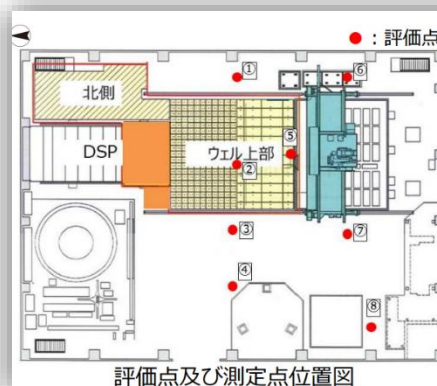 ● : 評価点
①
⑥
北側
DSP
ウェル上部
⑤
②
③
⑦
④
⑧
評価点及び測定点位置図